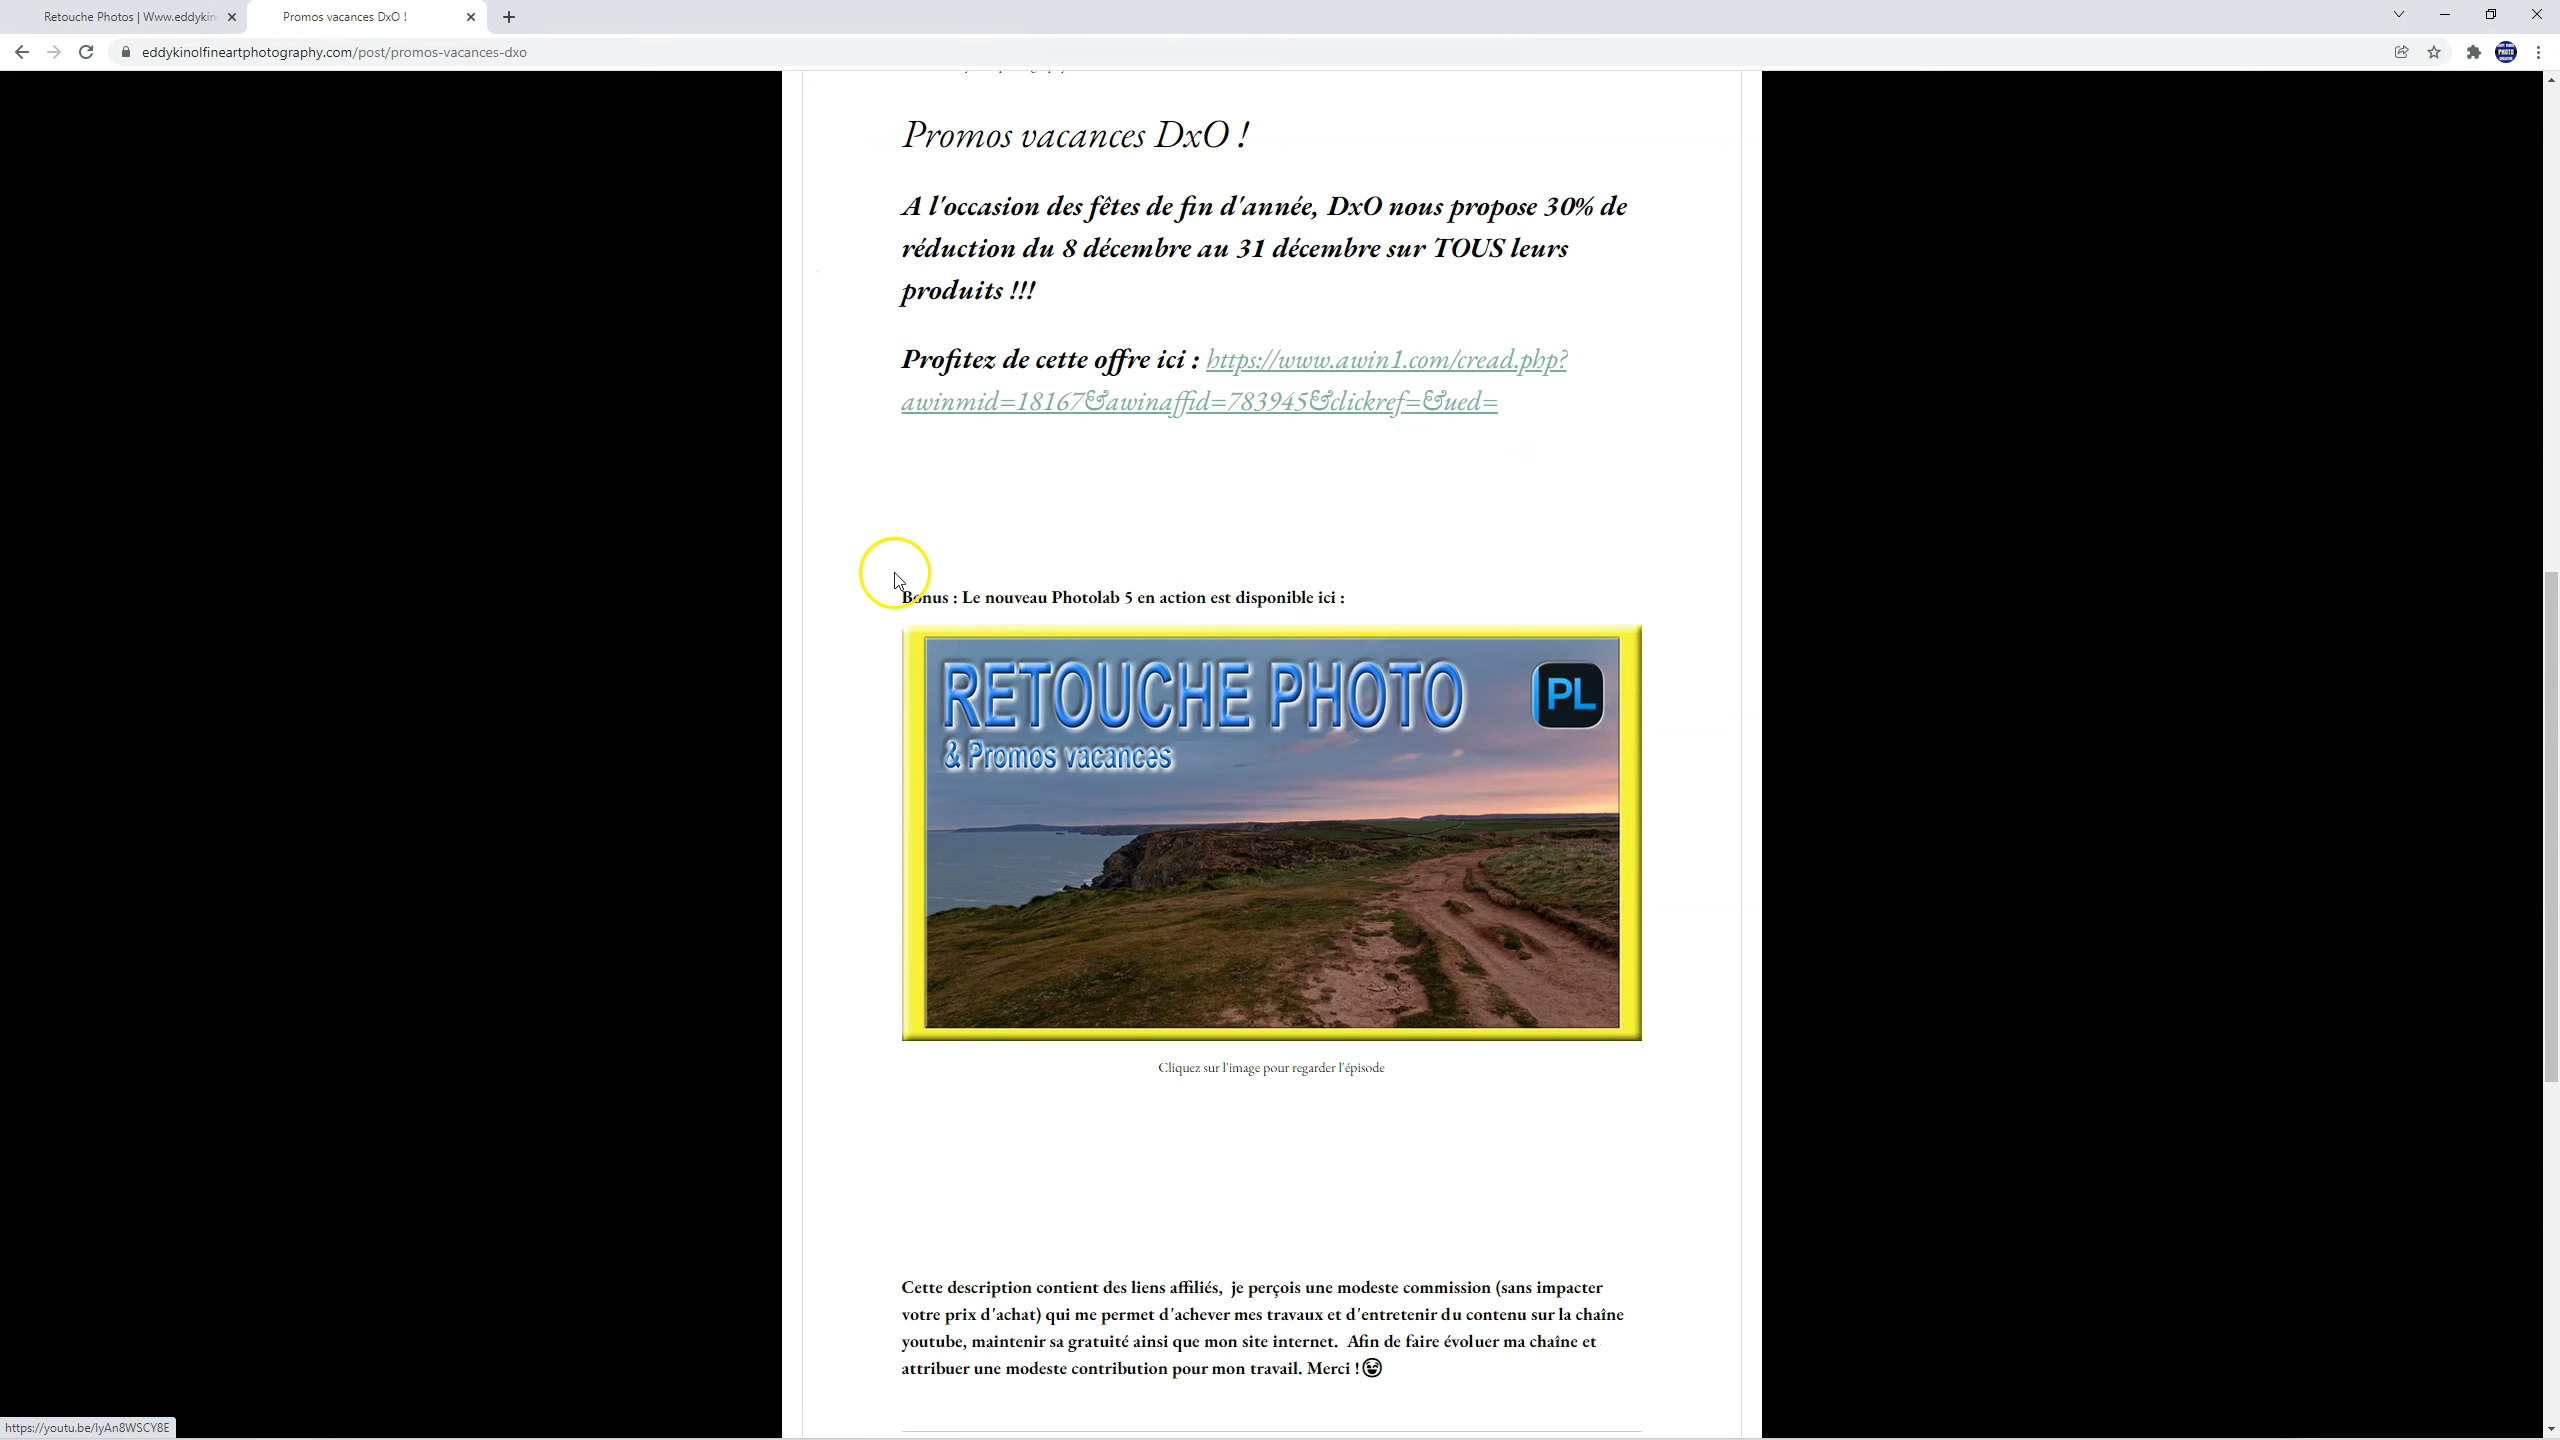 Retouche Photos | Www.eddykin
Promos vacances DxO !
eddykinolfineartphotography.com/post/promos-vacances-dxo
Promos vacances DxO !
A l'occasion des fêtes de fin d'année, DxO nous propose 30% de
réduction du 8 décembre au 31 décembre sur TOUS leurs
produits !!!
Profitez de cette offre ici : https://www.awin1.com/cread.php?
awinmid=18167&awinaffid=783945&clickref=&ued=
Bonus : Le nouveau Photolab 5 en action est disponible ici :
RETOUCHE PHOTO
PL
& Promos vacances
Cliquez sur l'image pour regarder l'épisode
Cette description contient des liens affiliés, je perçois une modeste commission (sans impacter
votre prix d'achat) qui me permet d'achever mes travaux et d'entretenir du contenu sur la chaîne
youtube, maintenir sa gratuité ainsi que mon site internet. Afin de faire évoluer ma chaîne et
attribuer une modeste contribution pour mon travail. Merci !😄
https://youtu.be/lyAn8WSCY8E